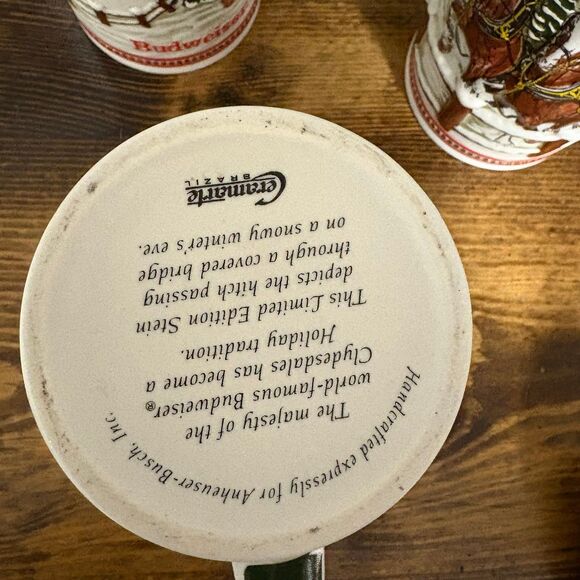 Budweiser
Handcrafted expressly for Anheuser-Busch, Inc.
The majesty of the
world-famous Budweiser®
Clydesdales has become a
Holiday tradition.
This Limited Edition Stein
depicts the hitch passing
through a covered bridge
on a snowy winter's eve.
Ceramarte
BRAZIL